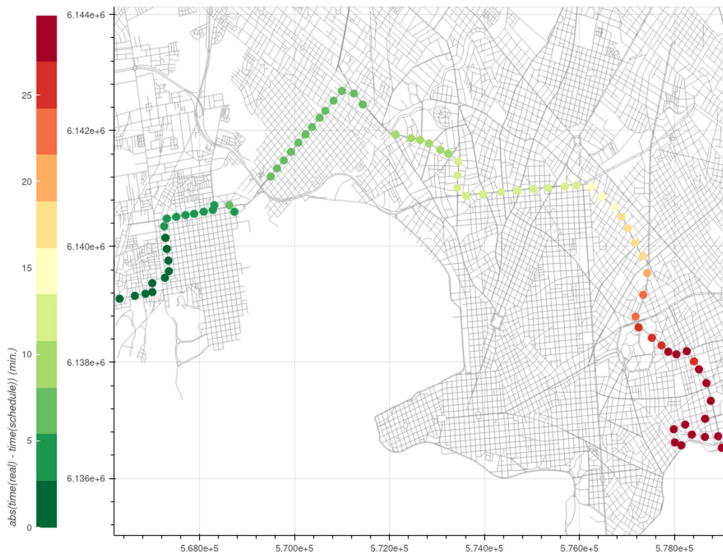 6.144e+6
6.142e+6
6.140e+6
6.138e+6
6.136e+6
25
20
15
10
5
0
abs(time(real) - time(schedule)) (min.)
5.680e+5
5.700e+5
5.720e+5
5.740e+5
5.760e+5
5.780e+5